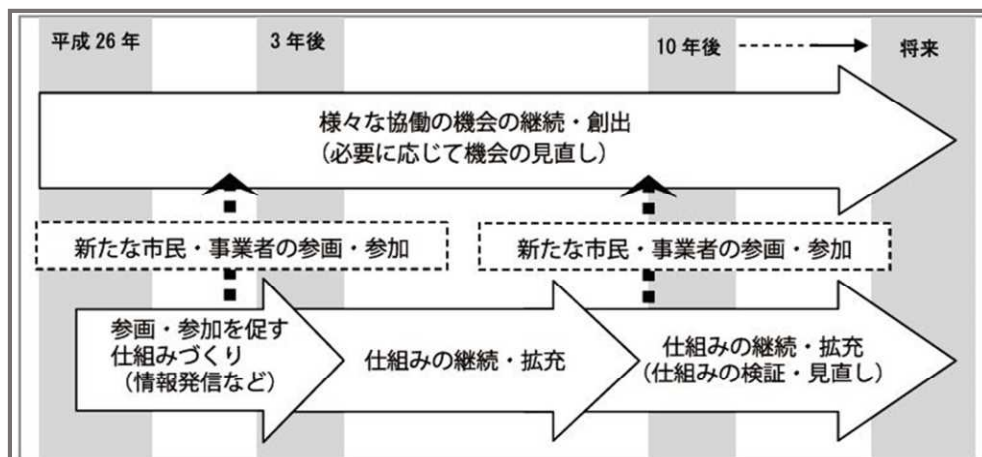 平成26年
3年後
10年後
将来
様々な協働の機会の継続・創出
（必要に応じて機会の見直し）
新たな市民・事業者の参画・参加
新たな市民・事業者の参画・参加
参画・参加を促す
仕組みづくり
（情報発信など）
仕組みの継続・拡充
仕組みの継続・拡充
（仕組みの検証・見直し）